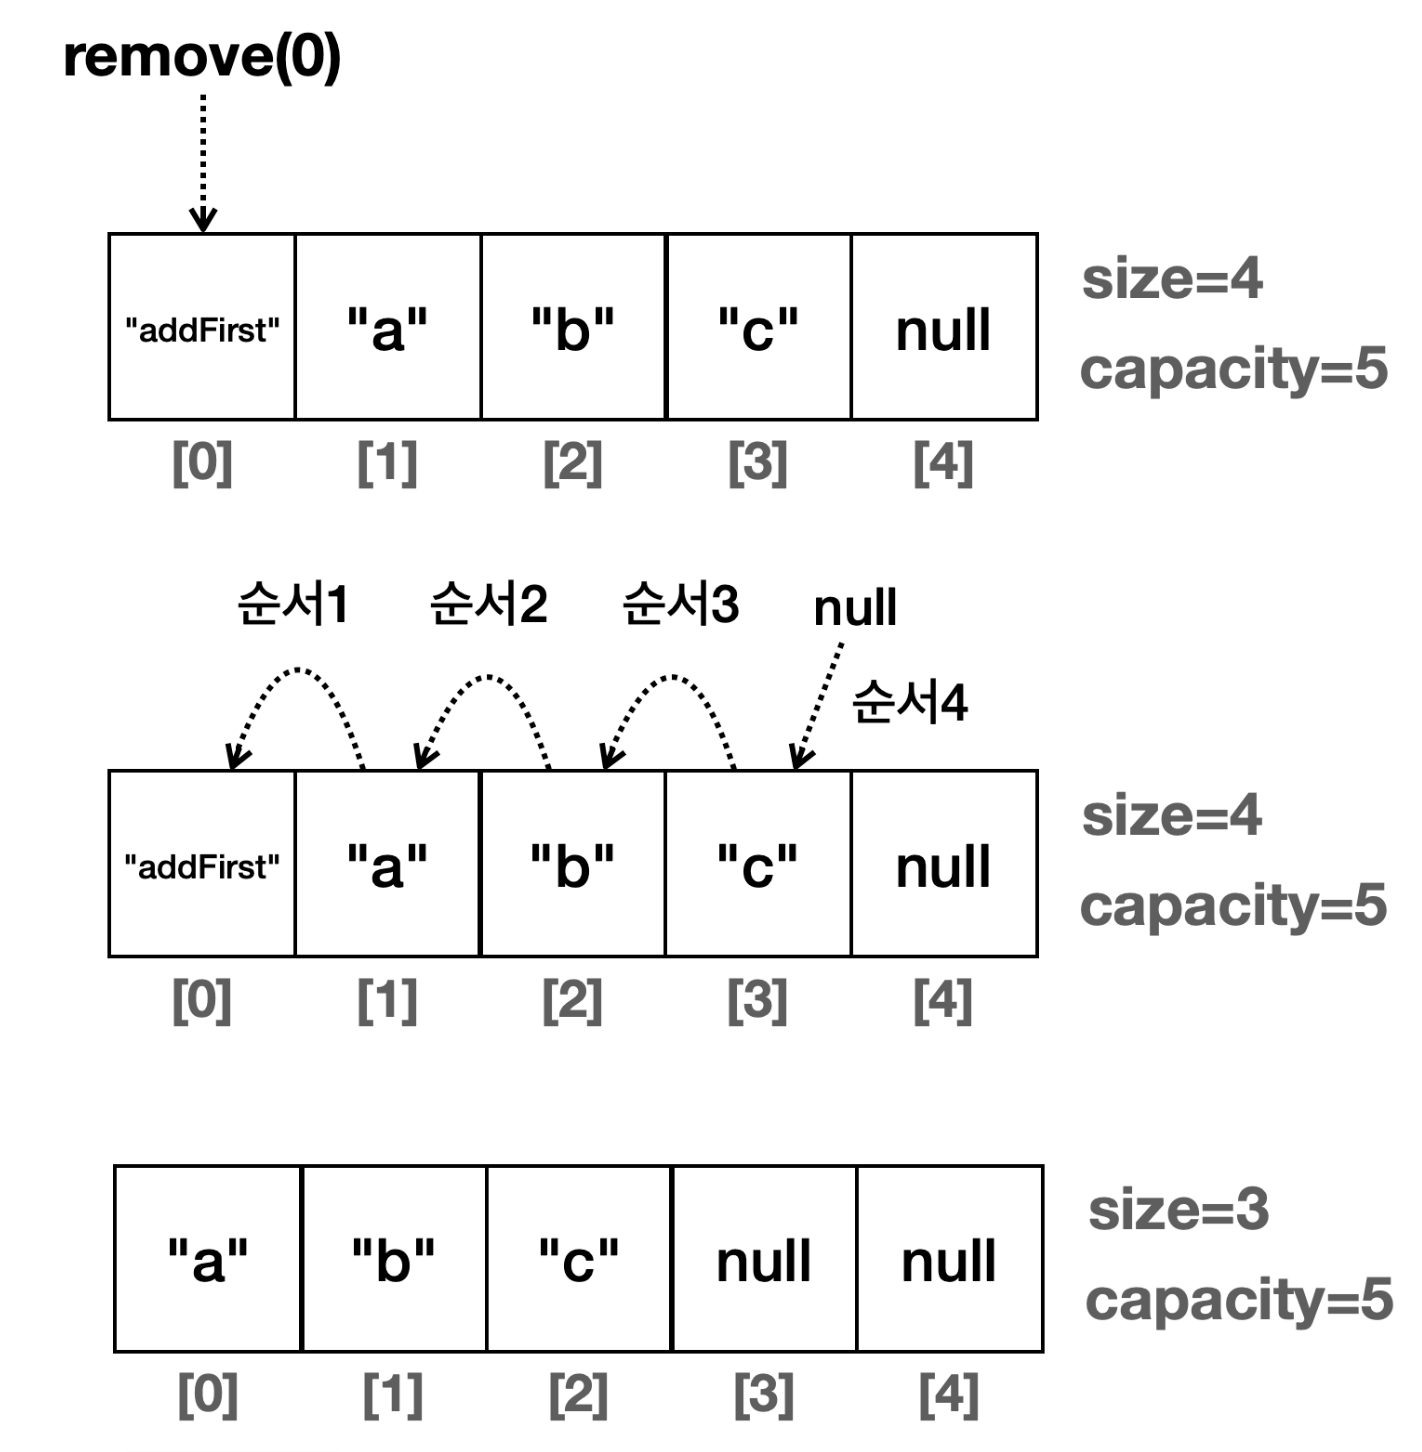 remove(0)
"addFirst" "a" "b" "c" null
size=4
capacity=5
[0] [1] [2] [3] [4]
순서1 순서2 순서3 null
순서4
"addFirst" "a" "b" "c" null
size=4
capacity=5
[0] [1] [2] [3] [4]
"a" "b" "c" null null
size=3
capacity=5
[0] [1] [2] [3] [4]